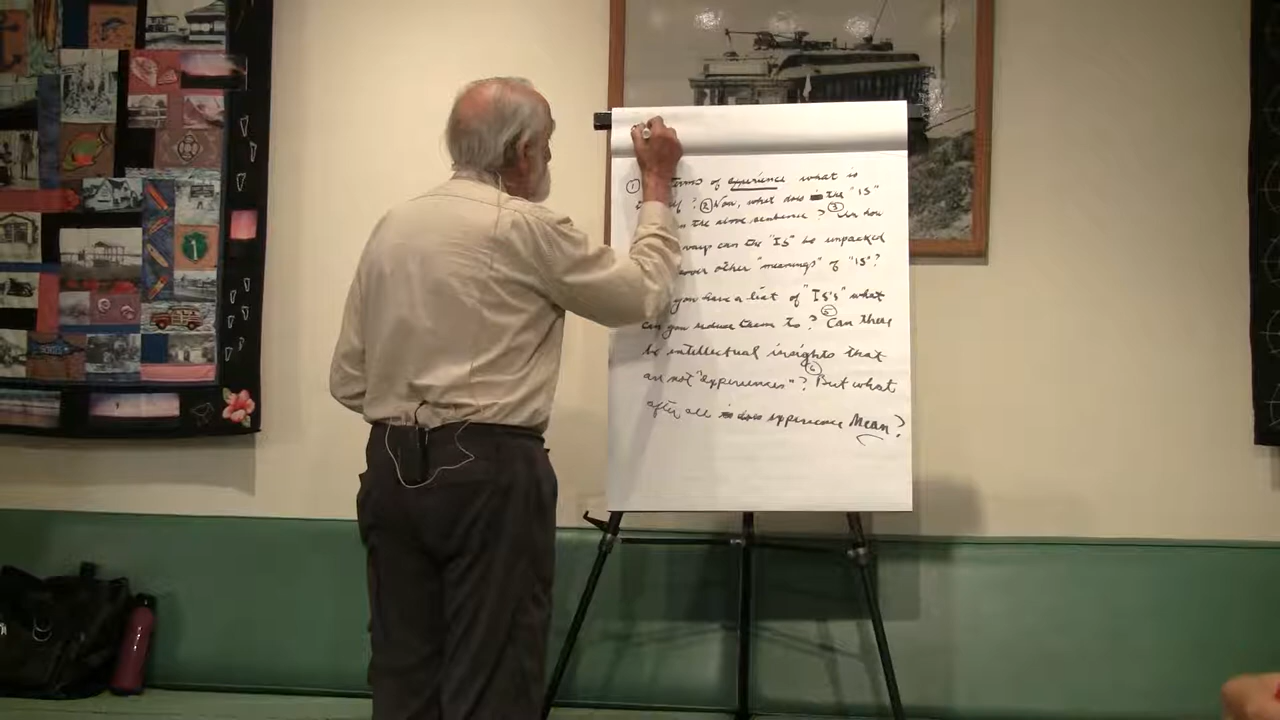 ① terms of experience what is
? ② Now, what does the "IS"
n the above sentence? ③ In how
ways can the "IS" be unpacked
over other "meanings" of "IS"?
you have a list of "IS's" what
can you reduce them to? ⑤ Can there
be intellectual insights that
are not "experiences"? ⑥ But what
after all does experience Mean?
1